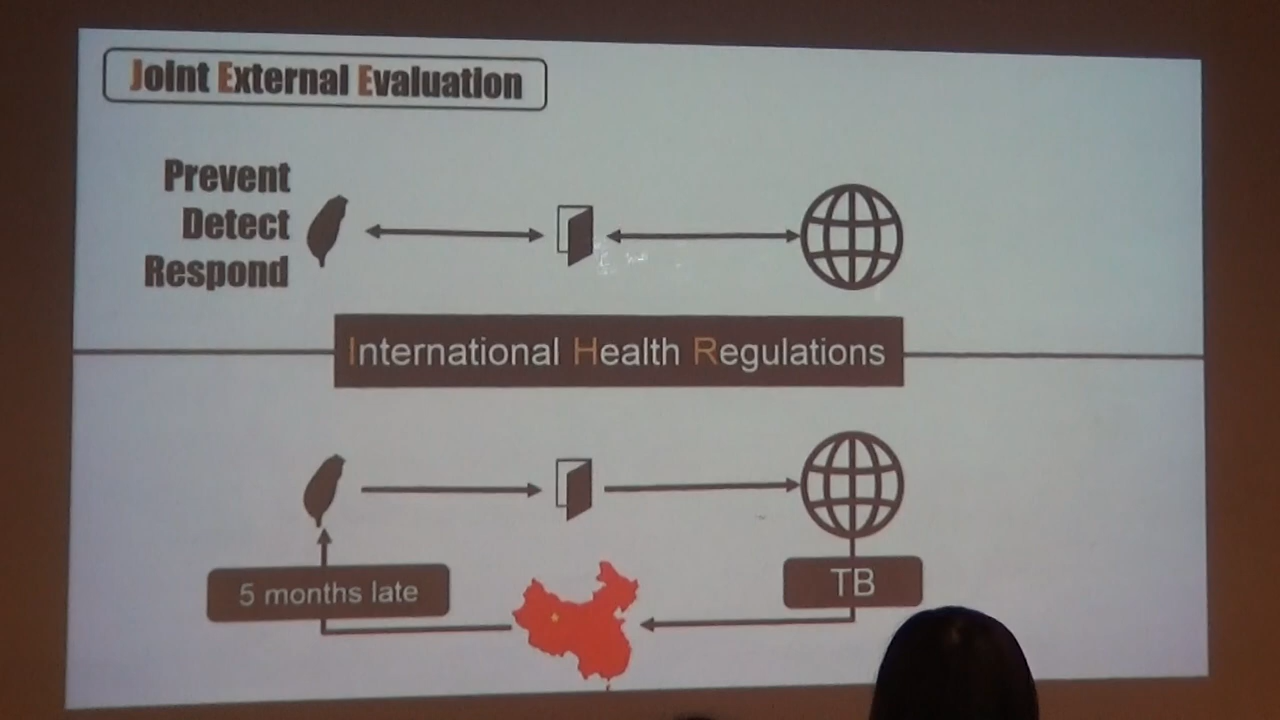 Joint External Evaluation
Prevent
Detect
Respond
International Health Regulations
5 months late
TB